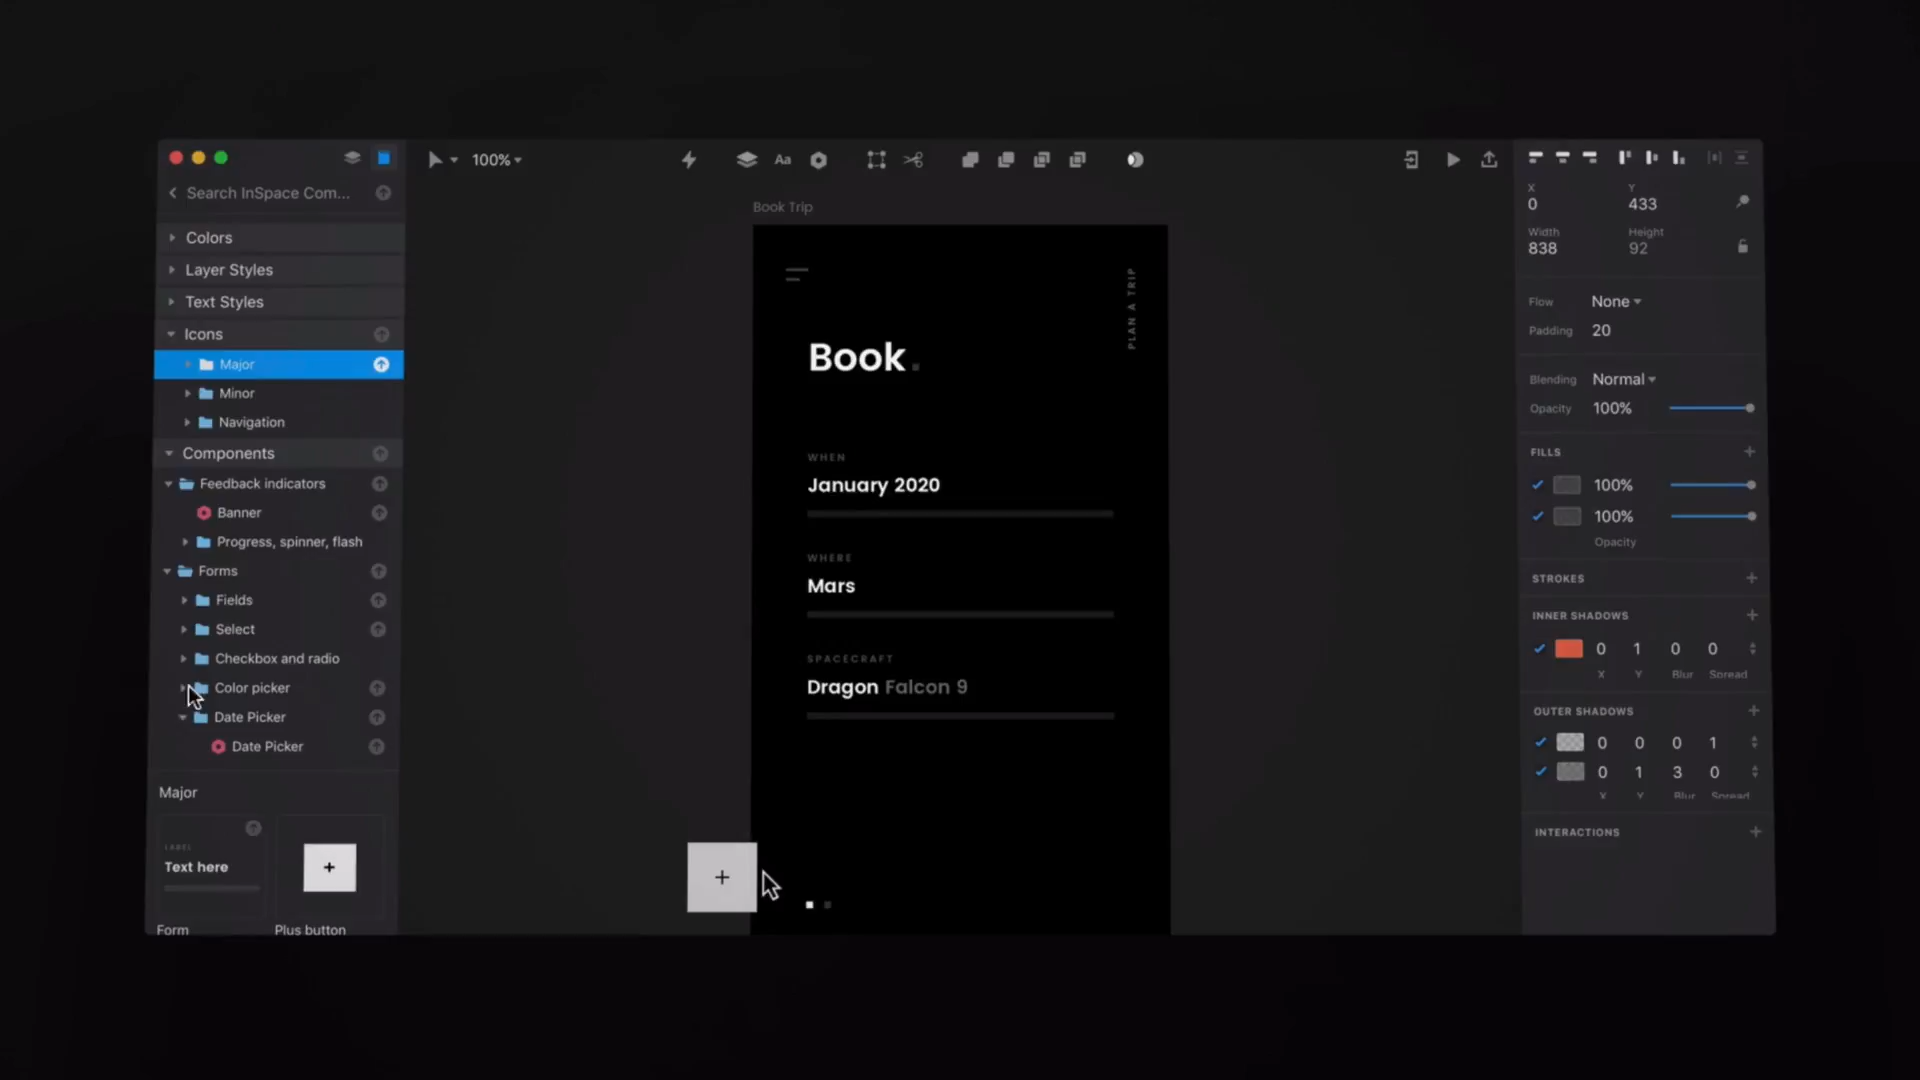 Search InSpace Com...
Colors
Layer Styles
Text Styles
Icons
Major
Minor
Navigation
Components
Feedback indicators
Banner
Progress, spinner, flash
Forms
Fields
Select
Checkbox and radio
Color picker
Date Picker
Date Picker
Major
LABEL
Text here
Form
Plus button
100%
Aa
Book Trip
PLAN A TRIP
Book.
WHEN
January 2020
WHERE
Mars
SPACECRAFT
Dragon Falcon 9
X Y
0 433
Width Height
838 92
Flow None
Padding 20
Blending Normal
Opacity 100%
FILLS
100%
100%
Opacity
STROKES
INNER SHADOWS
0 1 0 0
X Y Blur Spread
OUTER SHADOWS
0 0 0 1
0 1 3 0
X Y Blur Spread
INTERACTIONS